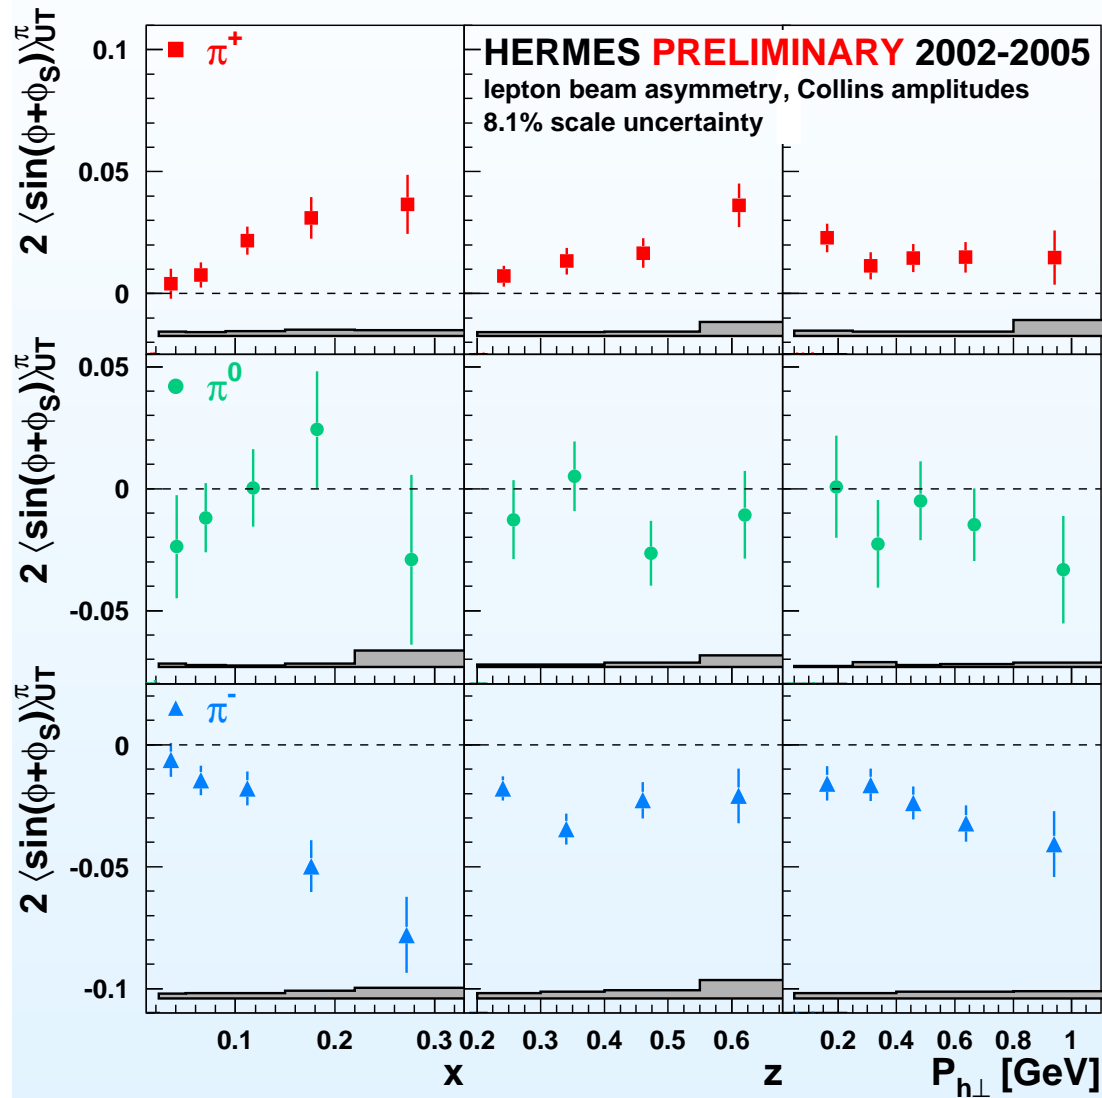 2 ⟨sin(ϕ+ϕS)⟩πUT
0.1
0.05
0
π+
HERMES PRELIMINARY 2002-2005
lepton beam asymmetry, Collins amplitudes
8.1% scale uncertainty
2 ⟨sin(ϕ+ϕS)⟩πUT
0.05
0
-0.05
π0
2 ⟨sin(ϕ+ϕS)⟩πUT
0
-0.05
-0.1
π-
0.1 0.2 0.3 0.2 0.3 0.4 0.5 0.6 0.2 0.4 0.6 0.8 1
x z Ph⊥ [GeV]